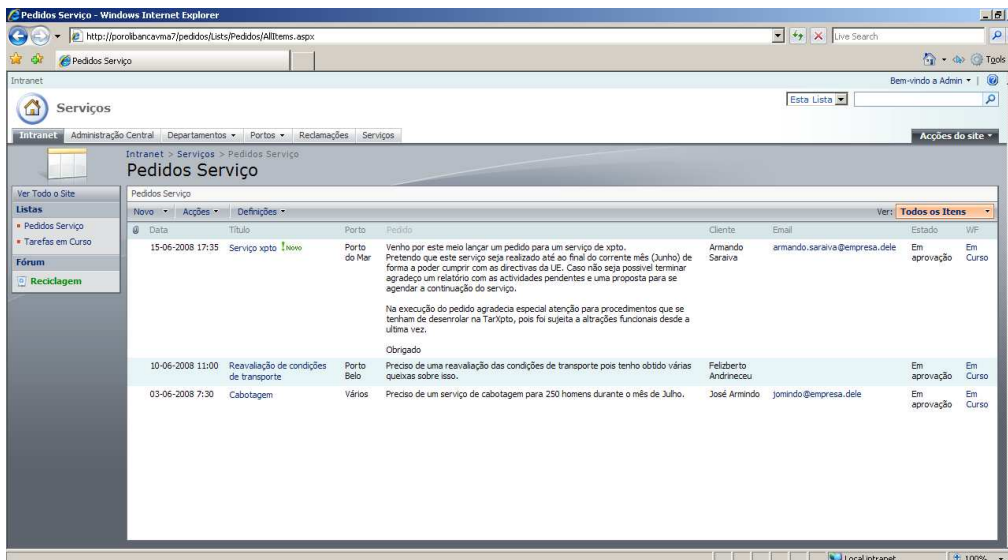 Pedidos Serviço - Windows Internet Explorer
http://porolibancavma7/pedidos/Lists/Pedidos/AllItems.aspx
Live Search
Pedidos Serviço
Tools
Intranet
Bem-vindo a Admin
Serviços
Esta Lista
Intranet Administração Central Departamentos Portos Reclamações Serviços
Acções do site
Intranet > Serviços > Pedidos Serviço
Pedidos Serviço
Ver Todo o Site
Listas
Pedidos Serviço
Tarefas em Curso
Fórum
Reciclagem
Pedidos Serviço
Novo Acções Definições
Ver: Todos os Itens
Data Título Porto Pedido Cliente Email Estado WF
15-06-2008 17:35 Serviço xpto ! Novo Porto Venho por este meio lançar um pedido para um serviço de xpto. Armando armando.saraiva@empresa.dele Em Em
do Mar Pretendo que este serviço seja realizado até ao final do corrente mês (Junho) de Saraiva aprovação Curso
forma a poder cumprir com as directivas da UE. Caso não seja possivel terminar
agradeço um relatório com as actividades pendentes e uma proposta para se
agendar a continuação do serviço.
Na execução do pedido agradecia especial atenção para procedimentos que se
tenham de desenrolar na TarXpto, pois foi sujeita a altrações funcionais desde a
ultima vez.
Obrigado
10-06-2008 11:00 Reavaliação de condições Porto Preciso de uma reavaliação das condições de transporte pois tenho obtido várias Felizberto Em Em
de transporte Belo queixas sobre isso. Andrineceu aprovação Curso
03-06-2008 7:30 Cabotagem Vários Preciso de um serviço de cabotagem para 250 homens durante o mês de Julho. José Armindo jomindo@empresa.dele Em Em
aprovação Curso
Local intranet 100%